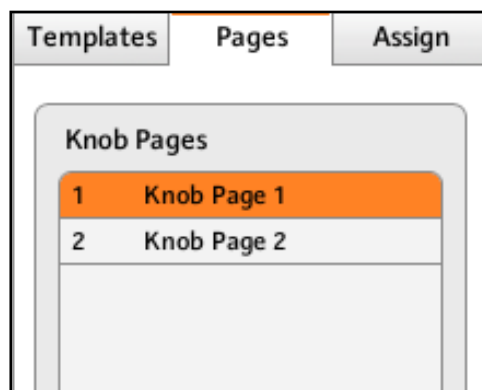 Templates Pages Assign
Knob Pages
1 Knob Page 1
2 Knob Page 2